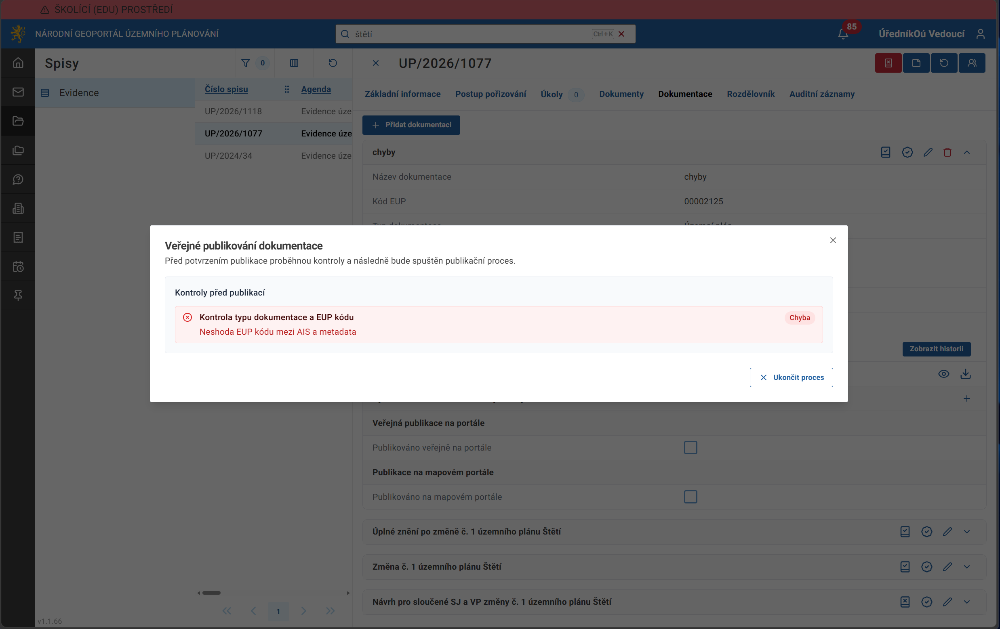 ŠKOLÍCÍ (EDU) PROSTŘEDÍ
NÁRODNÍ GEOPORTÁL ÚZEMNÍHO PLÁNOVÁNÍ
štětí
Ctrl + K
85
ÚředníkOú Vedoucí
Spisy
0
UP/2026/1077
Evidence
Číslo spisu
Agenda
UP/2026/1118
Evidence úze
UP/2026/1077
Evidence úze
UP/2024/34
Evidence úze
Základní informace
Postup pořizování
Úkoly
0
Dokumenty
Dokumentace
Rozdělovník
Auditní záznamy
Přidat dokumentaci
chyby
Název dokumentace
chyby
Kód EUP
00002125
Typ dokumentace
Územní plán
Veřejné publikování dokumentace
Před potvrzením publikace proběhnou kontroly a následně bude spuštěn publikační proces.
Kontroly před publikací
Kontrola typu dokumentace a EUP kódu
Chyba
Neshoda EUP kódu mezi AIS a metadata
Ukončit proces
Zobrazit historii
Veřejná publikace na portále
Publikováno veřejně na portále
Publikace na mapovém portále
Publikováno na mapovém portále
Úplné znění po změně č. 1 územního plánu Štětí
Změna č. 1 územního plánu Štětí
Návrh pro sloučené SJ a VP změny č. 1 územního plánu Štětí
1
v1.1.66